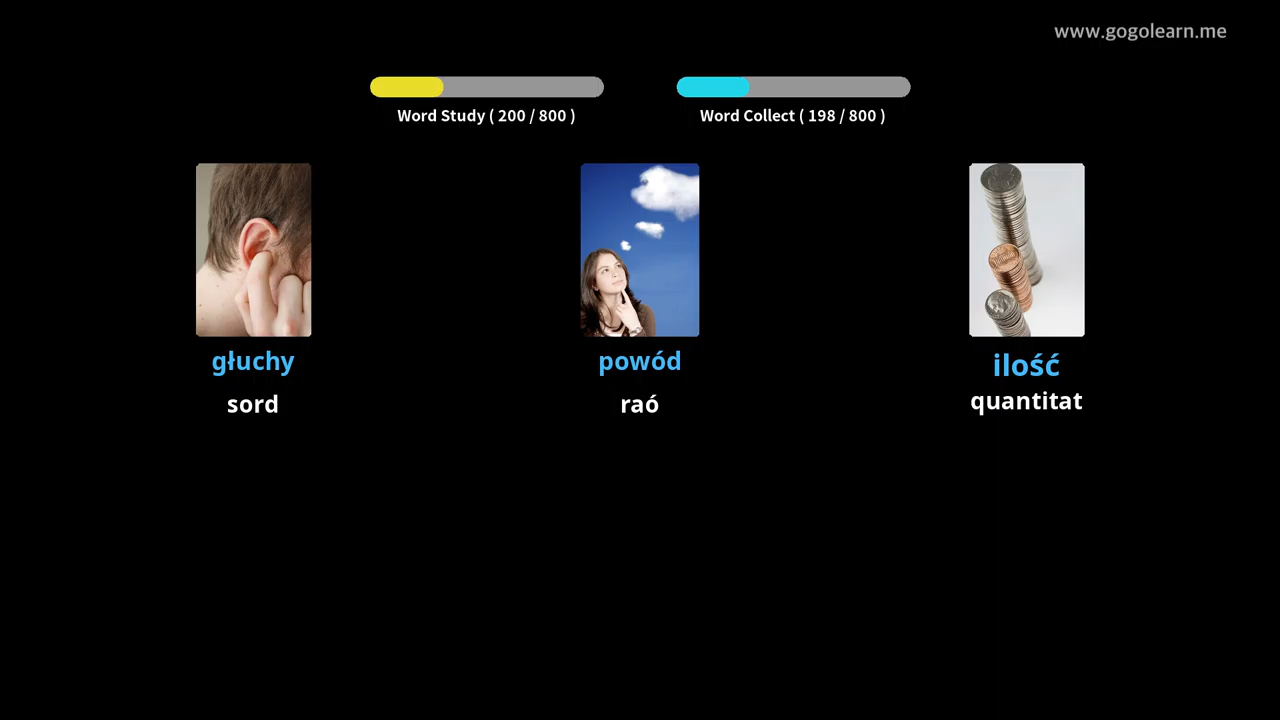 www.gogolearn.me
Word Study ( 200 / 800 )
Word Collect ( 198 / 800 )
głuchy
powód
ilość
sord
raó
quantitat